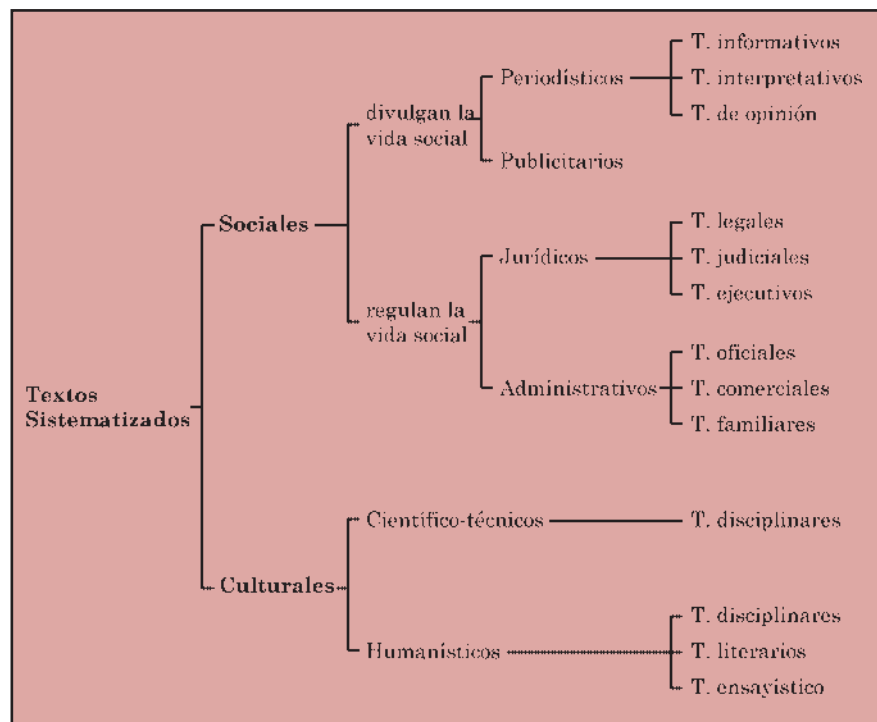 T. informativos
Periodísticos
T. interpretativos
divulgan la
vida social
T. de opinión
Publicitarios
Sociales
T. legales
Jurídicos
T. judiciales
T. ejecutivos
regulan la
vida social
T. oficiales
Administrativos
T. comerciales
T. familiares
Textos
Sistematizados
Científico-técnicos
T. disciplinares
Culturales
T. disciplinares
Humanísticos
T. literarios
T. ensayístico